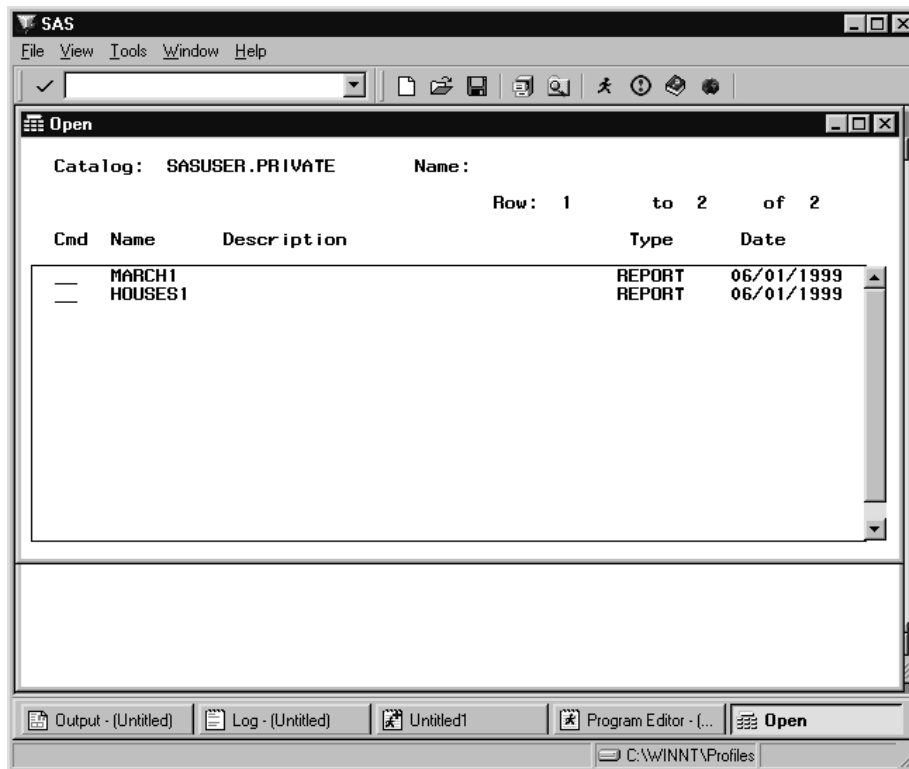 SAS
File View Tools Window Help
Open
Catalog: SASUSER.PRIVATE Name:
Row: 1 to 2 of 2
Cmd Name Description Type Date
MARCH1 REPORT 06/01/1999
HOUSES1 REPORT 06/01/1999
Output - (Untitled) Log - (Untitled) Untitled1 Program Editor - (... Open
C:\WINNT\Profiles